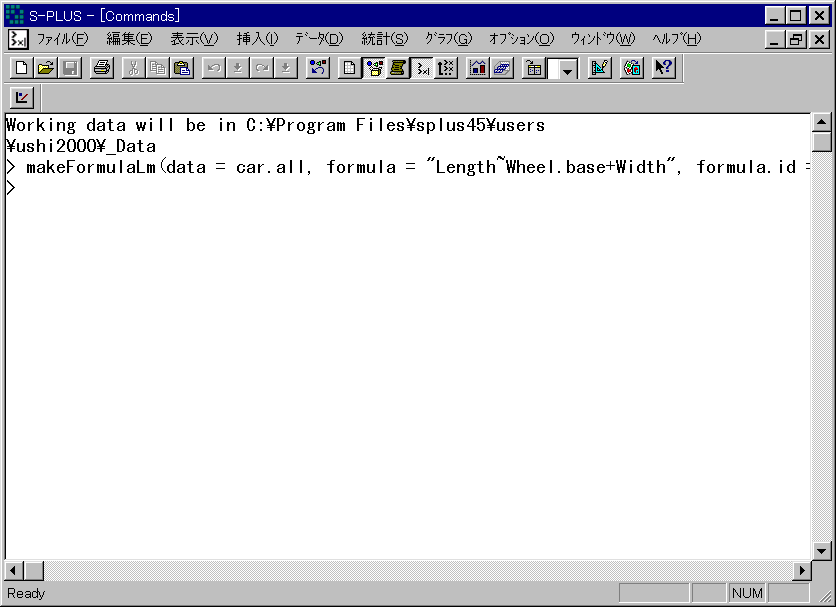 S-PLUS - [Commands]
ファイル(F) 編集(E) 表示(V) 挿入(I) データ(D) 統計(S) グラフ(G) オプション(O) ウィンドウ(W) ヘルプ(H)
Working data will be in C:¥Program Files¥splus45¥users
¥ushi2000¥_Data
> makeFormulaLm(data = car.all, formula = "Length~Wheel.base+Width", formula.id =
>
Ready NUM